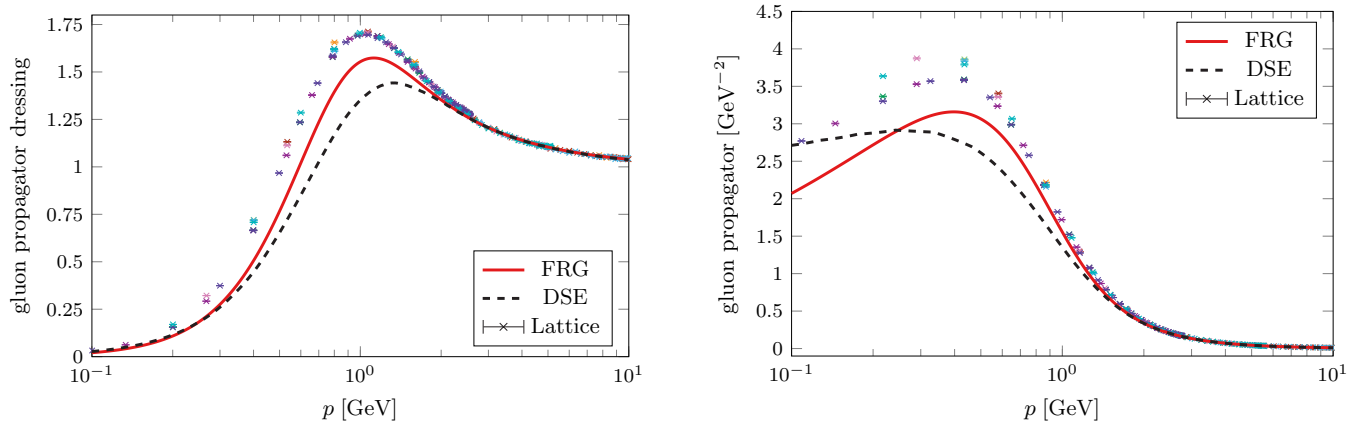 gluon propagator dressing
1.75
1.5
1.25
1
0.75
0.5
0.25
0
10⁻¹
10⁰
10¹
p [GeV]
FRG
DSE
Lattice
gluon propagator [GeV⁻²]
4.5
4
3.5
3
2.5
2
1.5
1
0.5
0
10⁻¹
10⁰
10¹
p [GeV]
FRG
DSE
Lattice